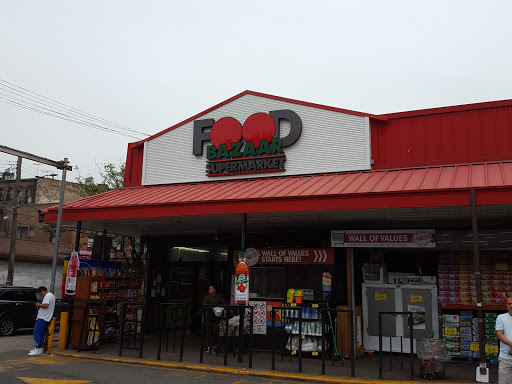 FOOD
BAZAAR
SUPERMARKET
WALL OF VALUES
WALL OF VALUES
STARTS HERE!